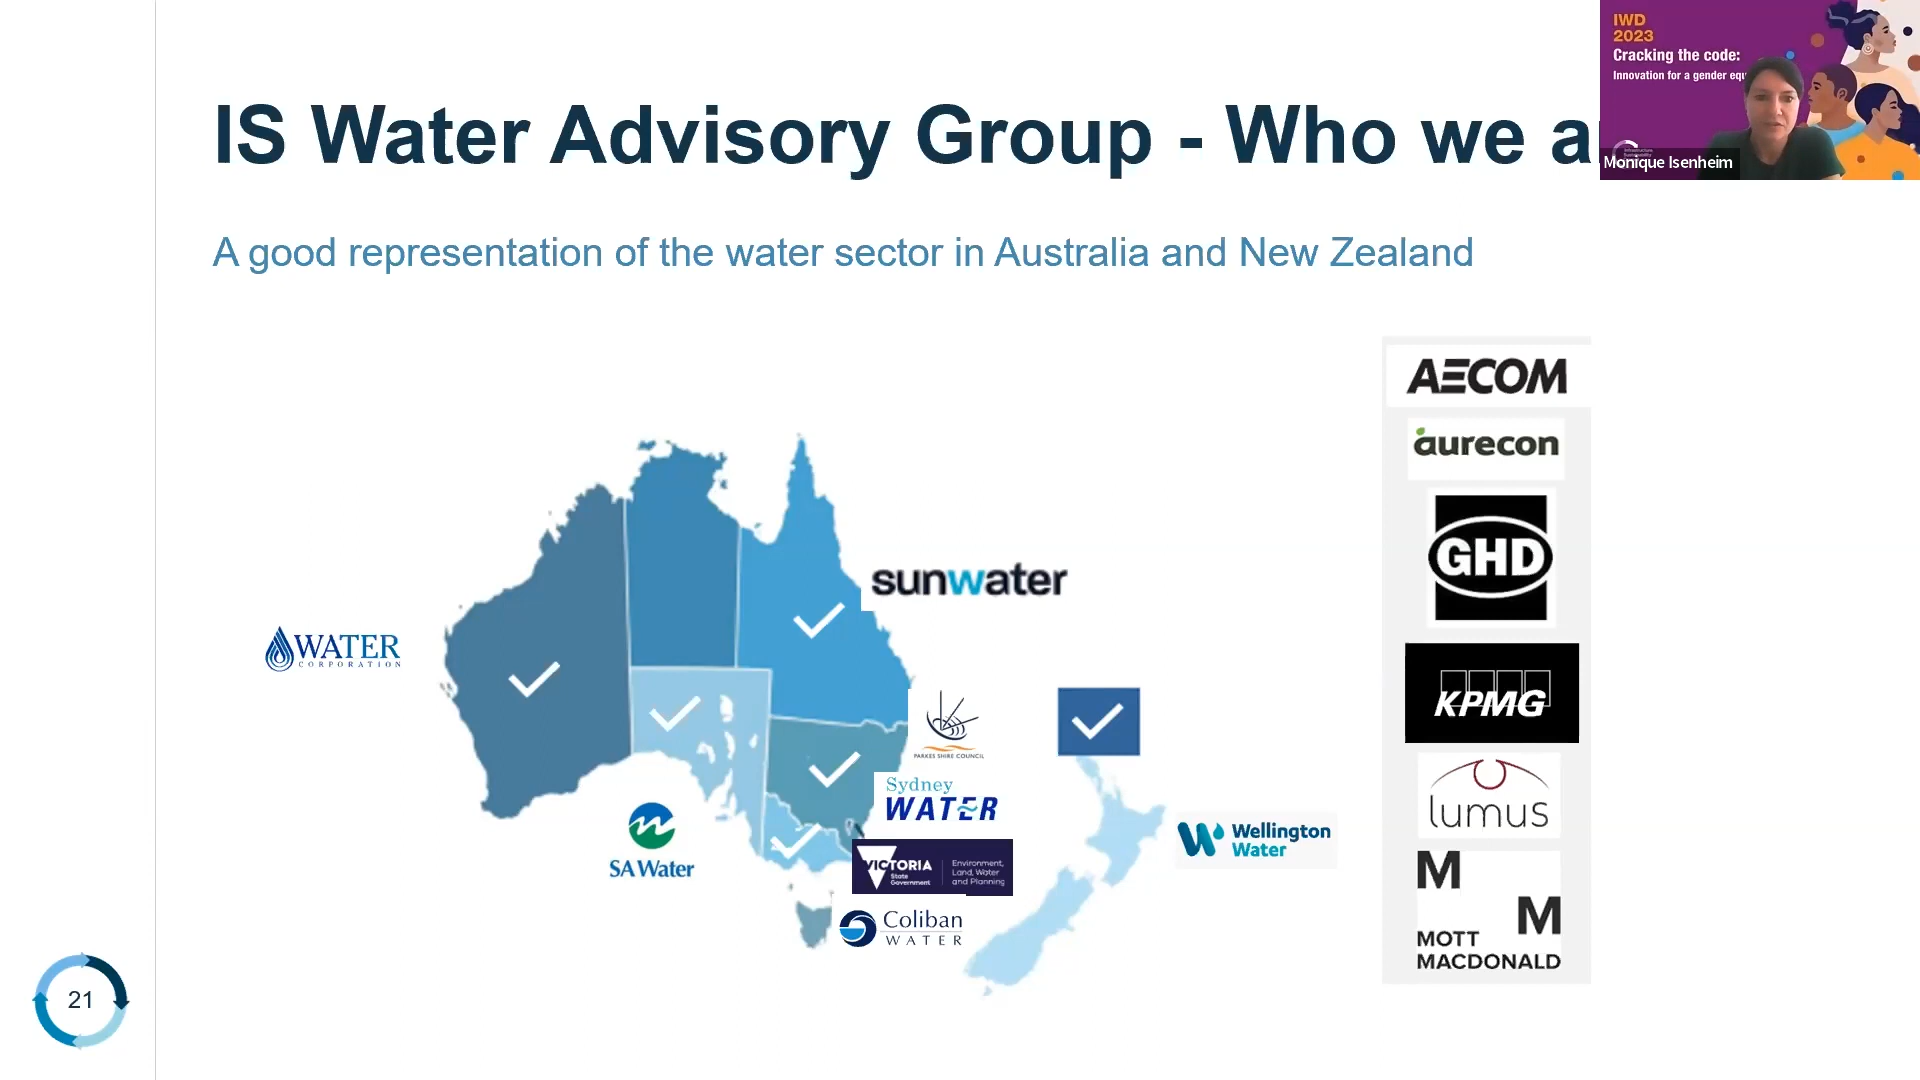 IWD
2023
Cracking the code:
Innovation for a gender equ
Monique Isenheim
IS Water Advisory Group - Who we a
A good representation of the water sector in Australia and New Zealand
AECOM
aurecon
GHD
KPMG
lumus
M
M
MOTT
MACDONALD
sunwater
WATER
CORPORATION
PARKES SHIRE COUNCIL
Sydney
WATER
SA Water
VICTORIA
State
Government
Environment,
Land, Water
and Planning
Wellington
Water
Coliban
WATER
21